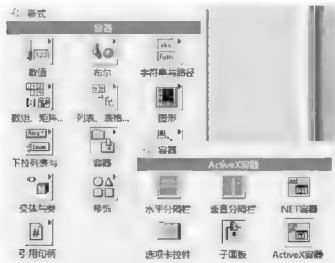 新式
容器
数值
布尔
字符串与路径
数组、矩阵...
列表、表格...
图形
下拉列表与
容器
容器
变体与类
修饰
引用句柄
ActiveX容器
水平分隔栏
垂直分隔栏
.NET容器
选项卡控件
子面板
ActiveX容器